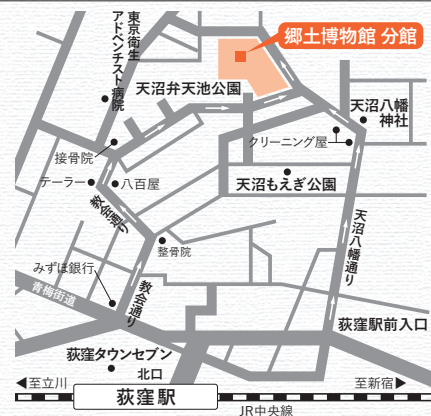 郷土博物館 分館
東京衛生
アドベンチスト病院
天沼弁天池公園
天沼八幡
神社
クリーニング屋
接骨院
テーラー
八百屋
天沼もえぎ公園
教会通り
天沼八幡通り
整骨院
みずほ銀行
青梅街道
教会通り
荻窪駅前入口
荻窪タウンセブン
北口
至立川
荻窪駅
至新宿
JR中央線